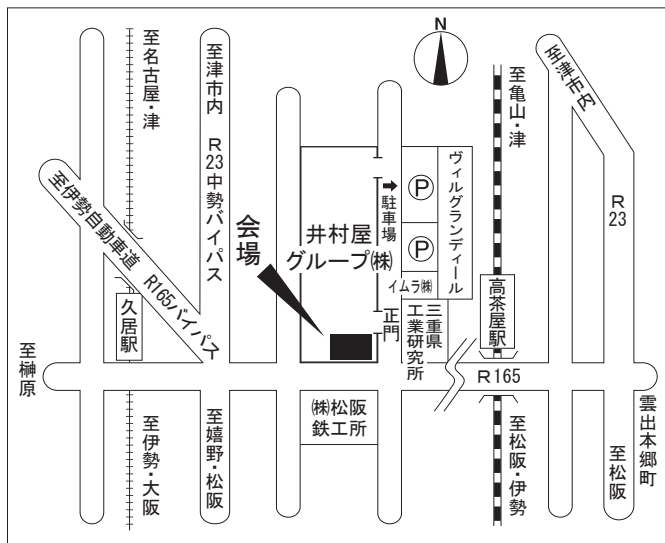 N
至名古屋・津
至津市内
R
23
中勢バイパス
至伊勢自動車道
R165バイパス
久居駅
至榊原
至伊勢・大阪
至嬉野・松阪
会場
井村屋
グループ㈱
正門
㈱松阪
鉄工所
駐車場
P
P
イムラ㈱
ヴィルグランディール
三重県
工業研究所
至亀山・津
高茶屋駅
R165
至松阪・伊勢
至津市内
R
23
至松阪
雲出本郷町